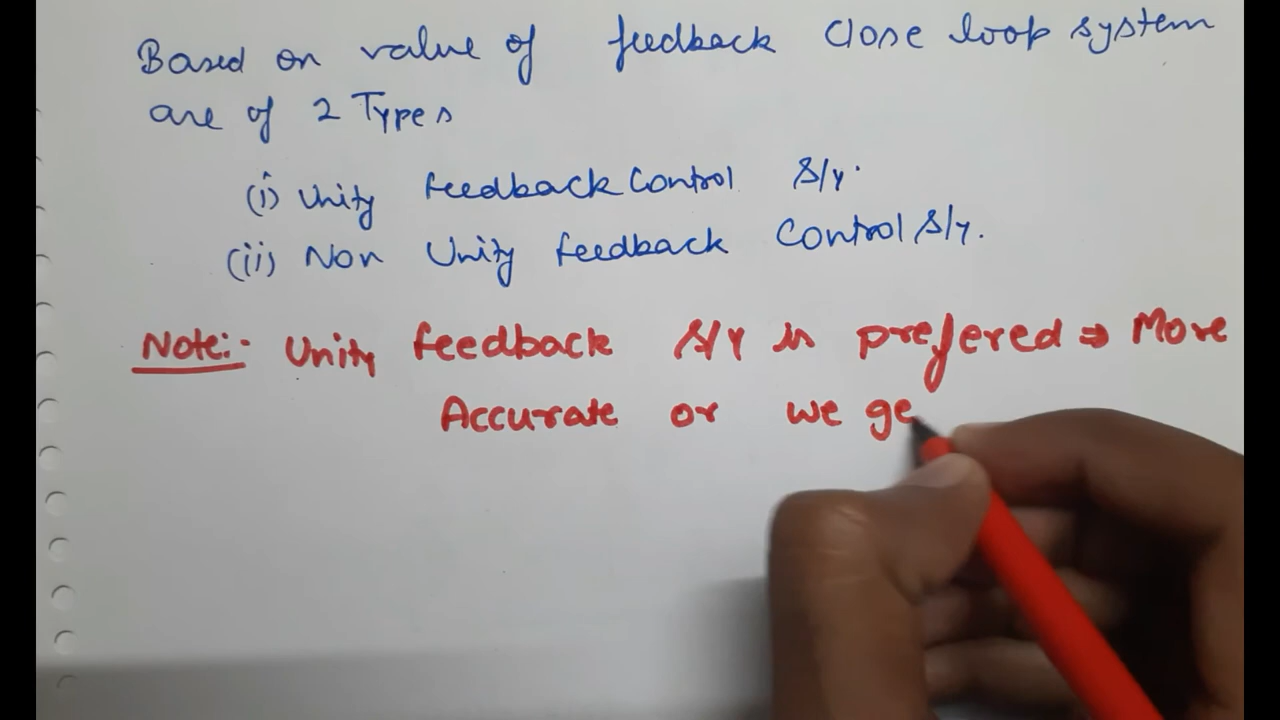 Based on value of feedback Close loop system
are of 2 Types
(i) Unity feedback Control S/y.
(ii) Non Unity feedback Control S/y.
Note:- Unity feedback S/y is prefered ⇒ More
Accurate or we ge